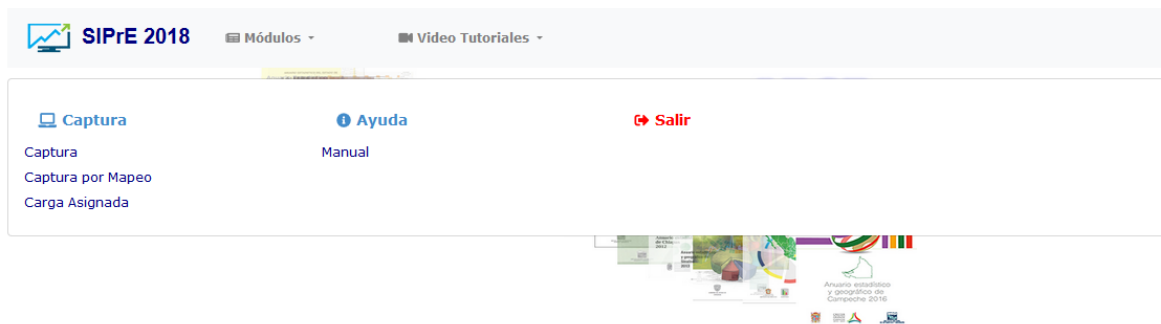 SIPrE 2018 Módulos Video Tutoriales
Captura Ayuda Salir
Captura Manual
Captura por Mapeo
Carga Asignada
Anuario estadístico
y geográfico de
Campeche 2016